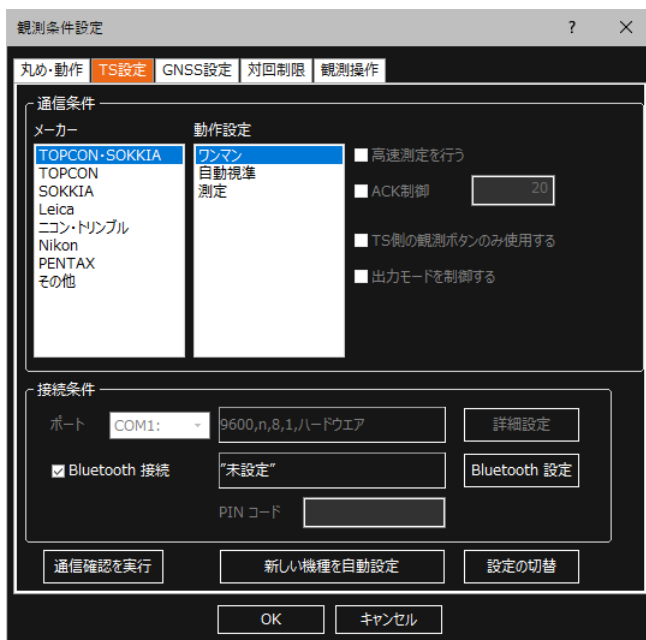 観測条件設定 ? ×
丸め・動作 TS設定 GNSS設定 対回制限 観測操作
通信条件
メーカー 動作設定
TOPCON・SOKKIA ワンマン 高速測定を行う
TOPCON 自動視準
SOKKIA 測定 ACK制御 20
Leica
ニコン・トリンブル
Nikon TS側の観測ボタンのみ使用する
PENTAX
その他 出力モードを制御する
接続条件
ポート COM1: 9600,n,8,1,ハードウエア 詳細設定
Bluetooth 接続 "未設定" Bluetooth 設定
PIN コード
通信確認を実行 新しい機種を自動設定 設定の切替
OK キャンセル